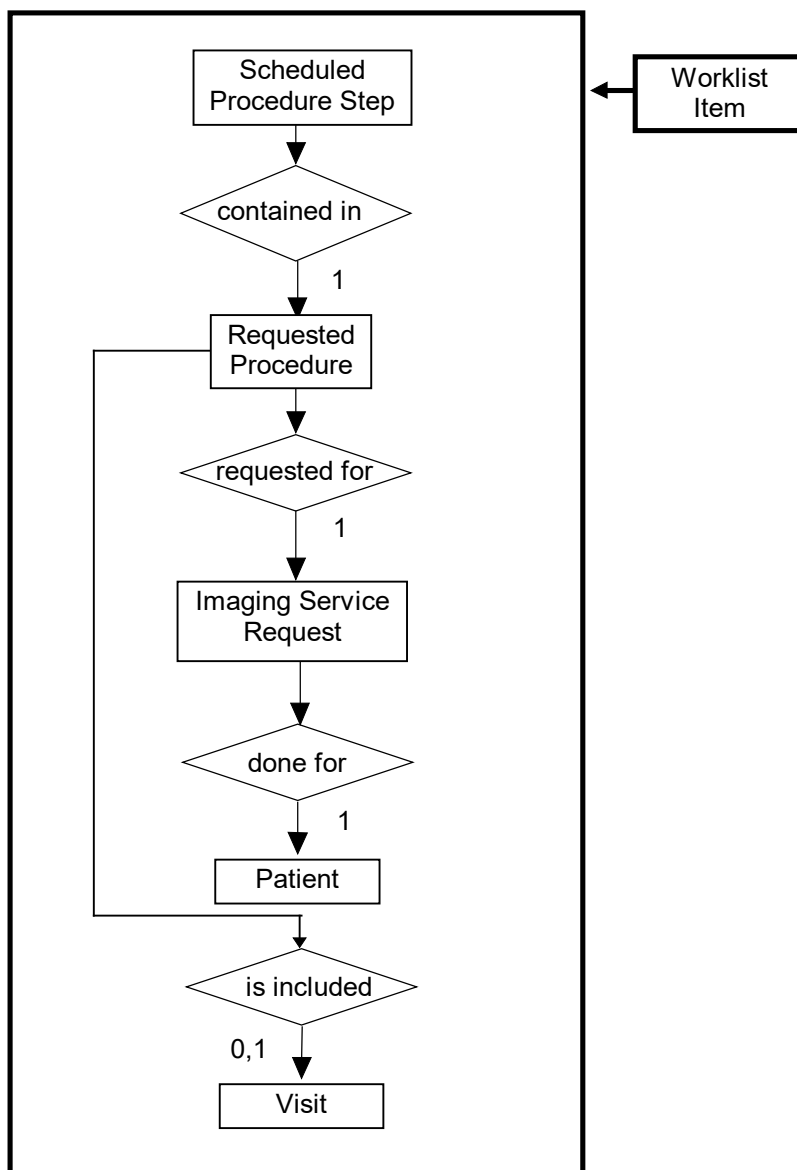 Scheduled
Procedure Step
Worklist
Item
contained in
1
Requested
Procedure
requested for
1
Imaging Service
Request
done for
1
Patient
is included
0,1
Visit